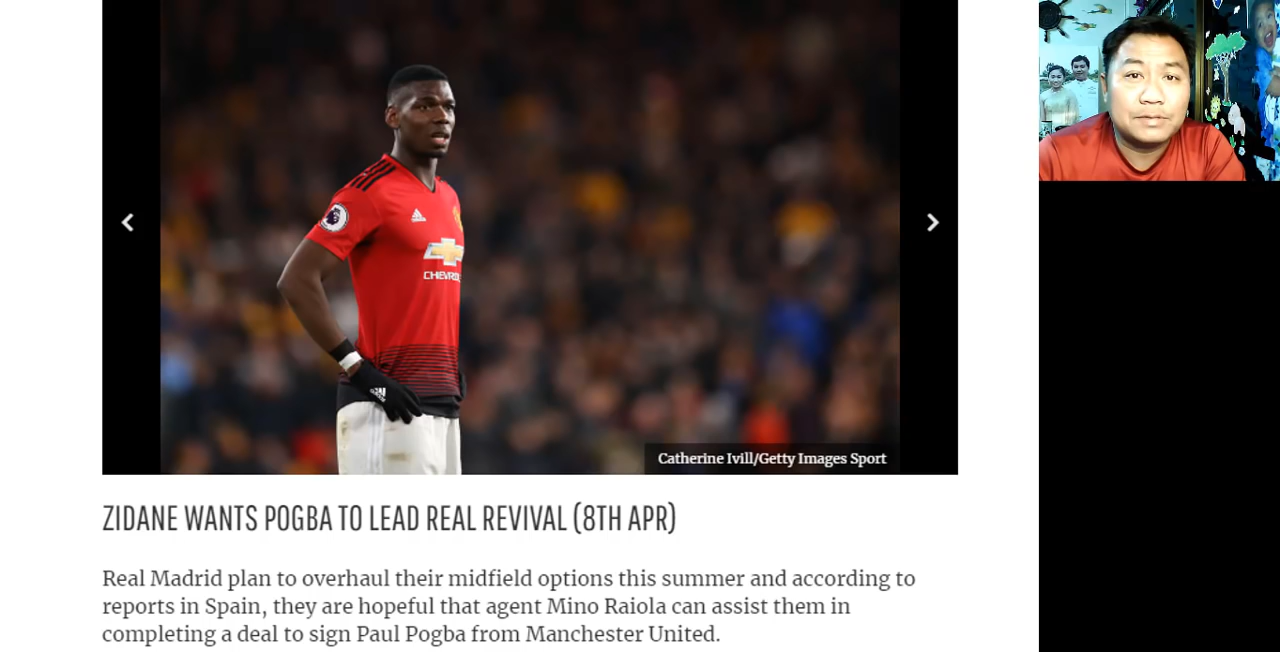 CHEVRO
Catherine Ivill/Getty Images Sport
ZIDANE WANTS POGBA TO LEAD REAL REVIVAL (8TH APR)
Real Madrid plan to overhaul their midfield options this summer and according to
reports in Spain, they are hopeful that agent Mino Raiola can assist them in
completing a deal to sign Paul Pogba from Manchester United.